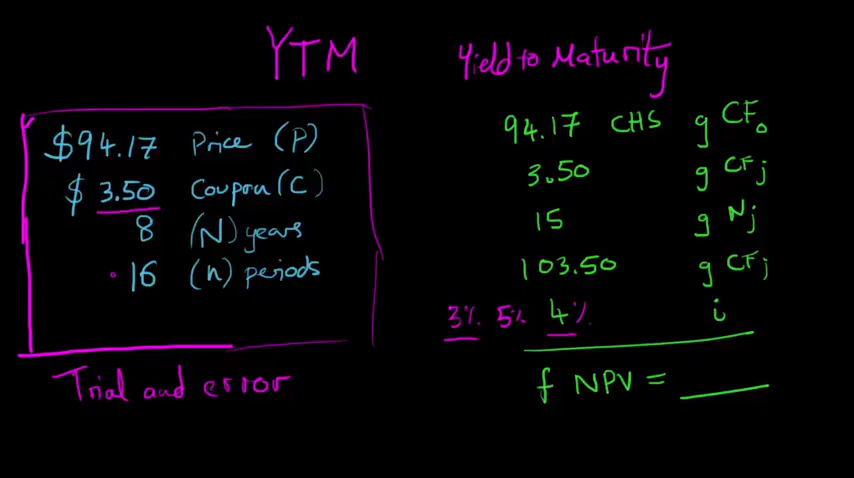 YTM
Yield to Maturity
$94.17 Price (P)
$ 3.50 Coupon (C)
8 (N) years
16 (n) periods
Trial and error
94.17 CHS g CF₀
3.50 g CFj
15 g Nj
103.50 g CFj
3% 5% 4% i
f NPV =